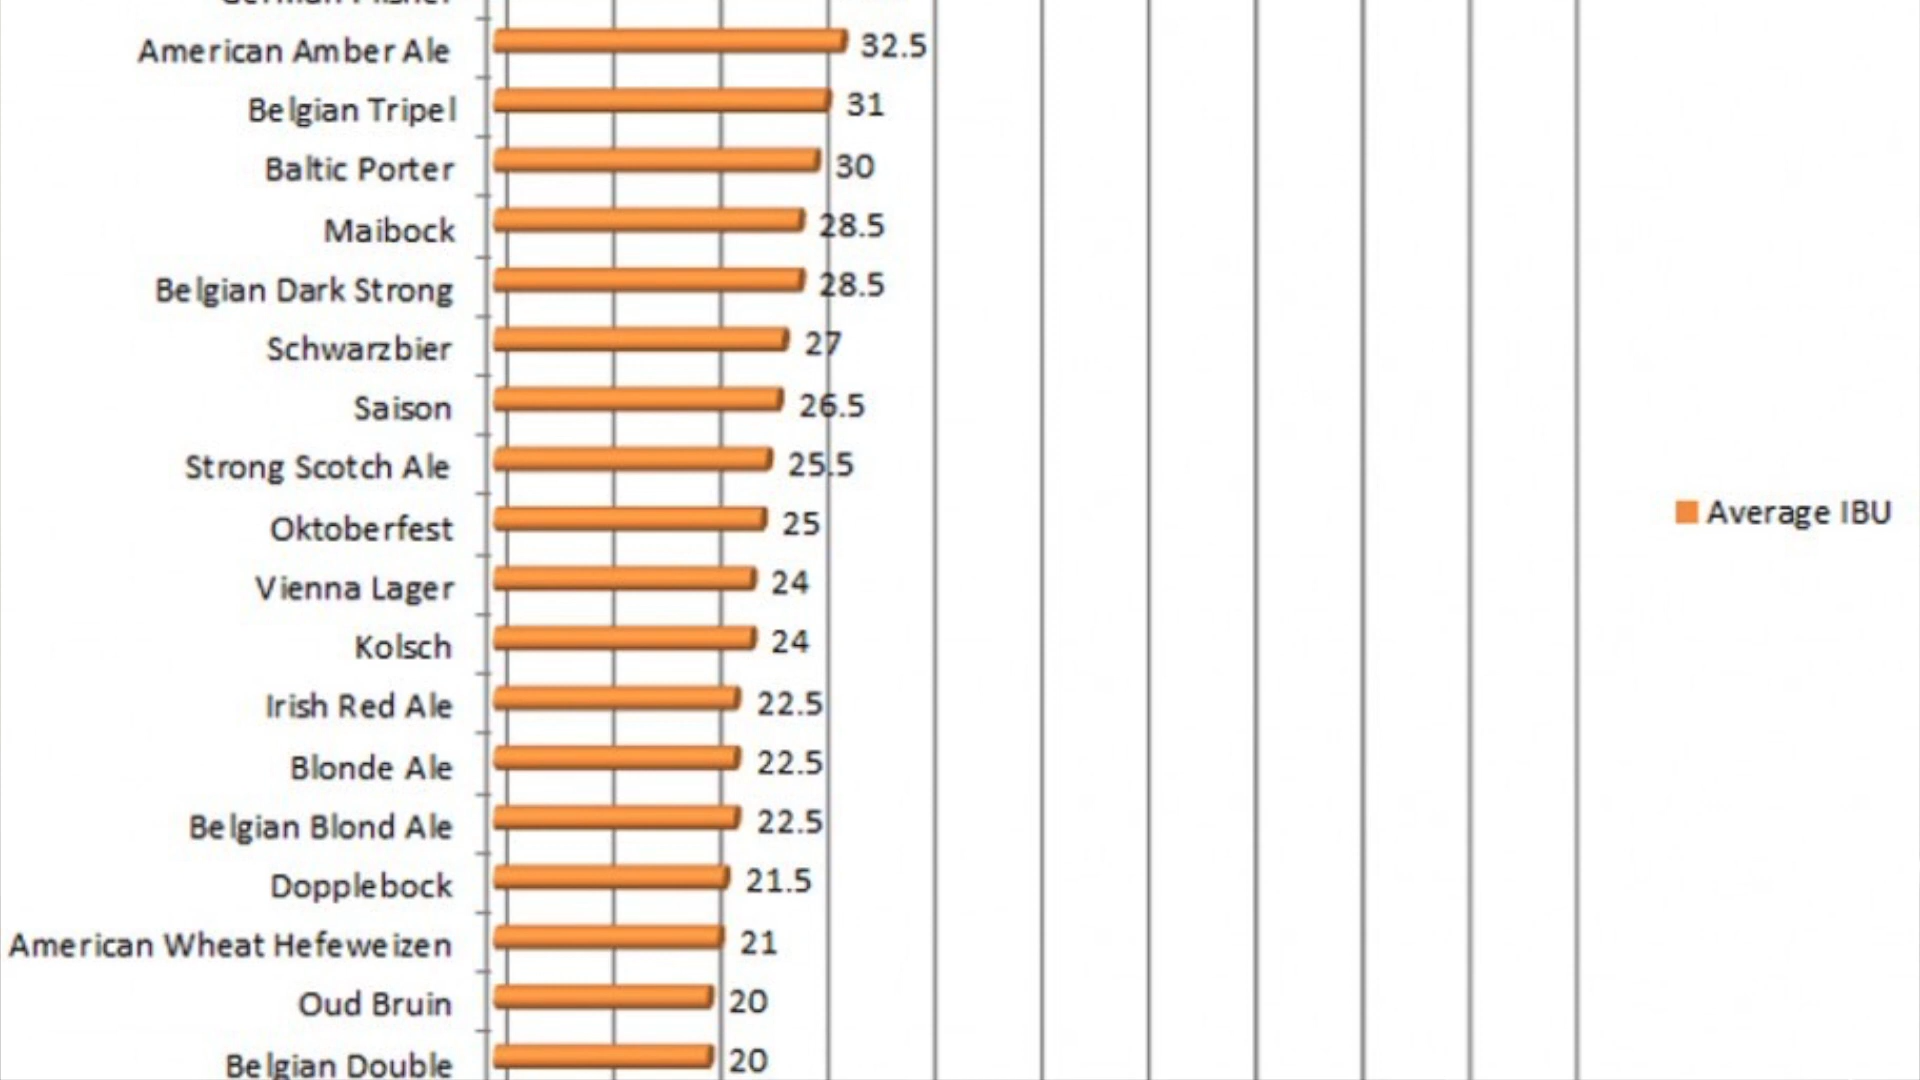 American Amber Ale 32.5
Belgian Tripel 31
Baltic Porter 30
Maibock 28.5
Belgian Dark Strong 28.5
Schwarzbier 27
Saison 26.5
Strong Scotch Ale 25.5
Oktoberfest 25
Average IBU
Vienna Lager 24
Kolsch 24
Irish Red Ale 22.5
Blonde Ale 22.5
Belgian Blond Ale 22.5
Dopplebock 21.5
American Wheat Hefeweizen 21
Oud Bruin 20
Belgian Double 20